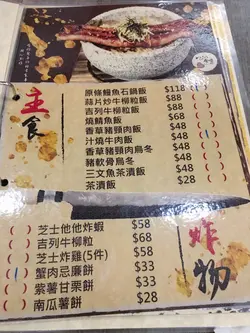 主食
原條鰻魚石鍋飯 $118
蒜片炒牛柳粒飯 $88
吉列牛柳粒飯 $88
燒鯖魚飯 $68
香草豬頸肉飯 $48
汁燒牛肉飯 $48
香草豬頸肉烏冬 $48
豬軟骨烏冬 $48
三文魚茶漬飯 $48
茶漬飯 $28
炸物
芝士他他炸蝦 $58
吉列牛柳粒 $68
芝士炸雞(5件) $58
蟹肉忌廉餅 $33
紫薯甘栗餅 $33
南瓜薯餅 $28